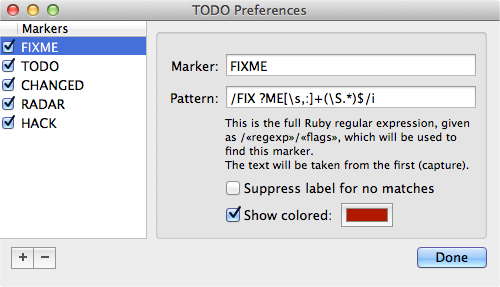 TODO Preferences
Markers
FIXME
TODO
CHANGED
RADAR
HACK
Marker: FIXME
Pattern: /FIX ?ME[\s,:]+(\S.*)$/i
This is the full Ruby regular expression, given
as /«regexp»/«flags», which will be used to
find this marker.
The text will be taken from the first (capture).
Suppress label for no matches
Show colored:
+ −
Done